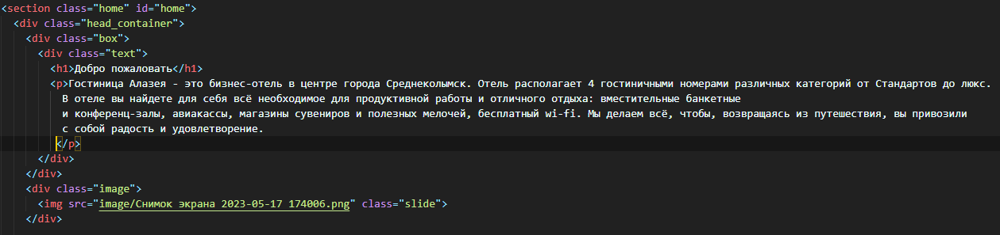 <section class="home" id="home">
<div class="head_container">
<div class="box">
<div class="text">
<h1>Добро пожаловать</h1>
<p>Гостиница Алазея - это бизнес-отель в центре города Среднеколымск. Отель располагает 4 гостиничными номерами различных категорий от Стандартов до люкс.
В отеле вы найдете для себя всё необходимое для продуктивной работы и отличного отдыха: вместительные банкетные
и конференц-залы, авиакассы, магазины сувениров и полезных мелочей, бесплатный wi-fi. Мы делаем всё, чтобы, возвращаясь из путешествия, вы привозили
с собой радость и удовлетворение.
</p>
</div>
</div>
<div class="image">
<img src="image/Снимок экрана 2023-05-17 174006.png" class="slide">
</div>